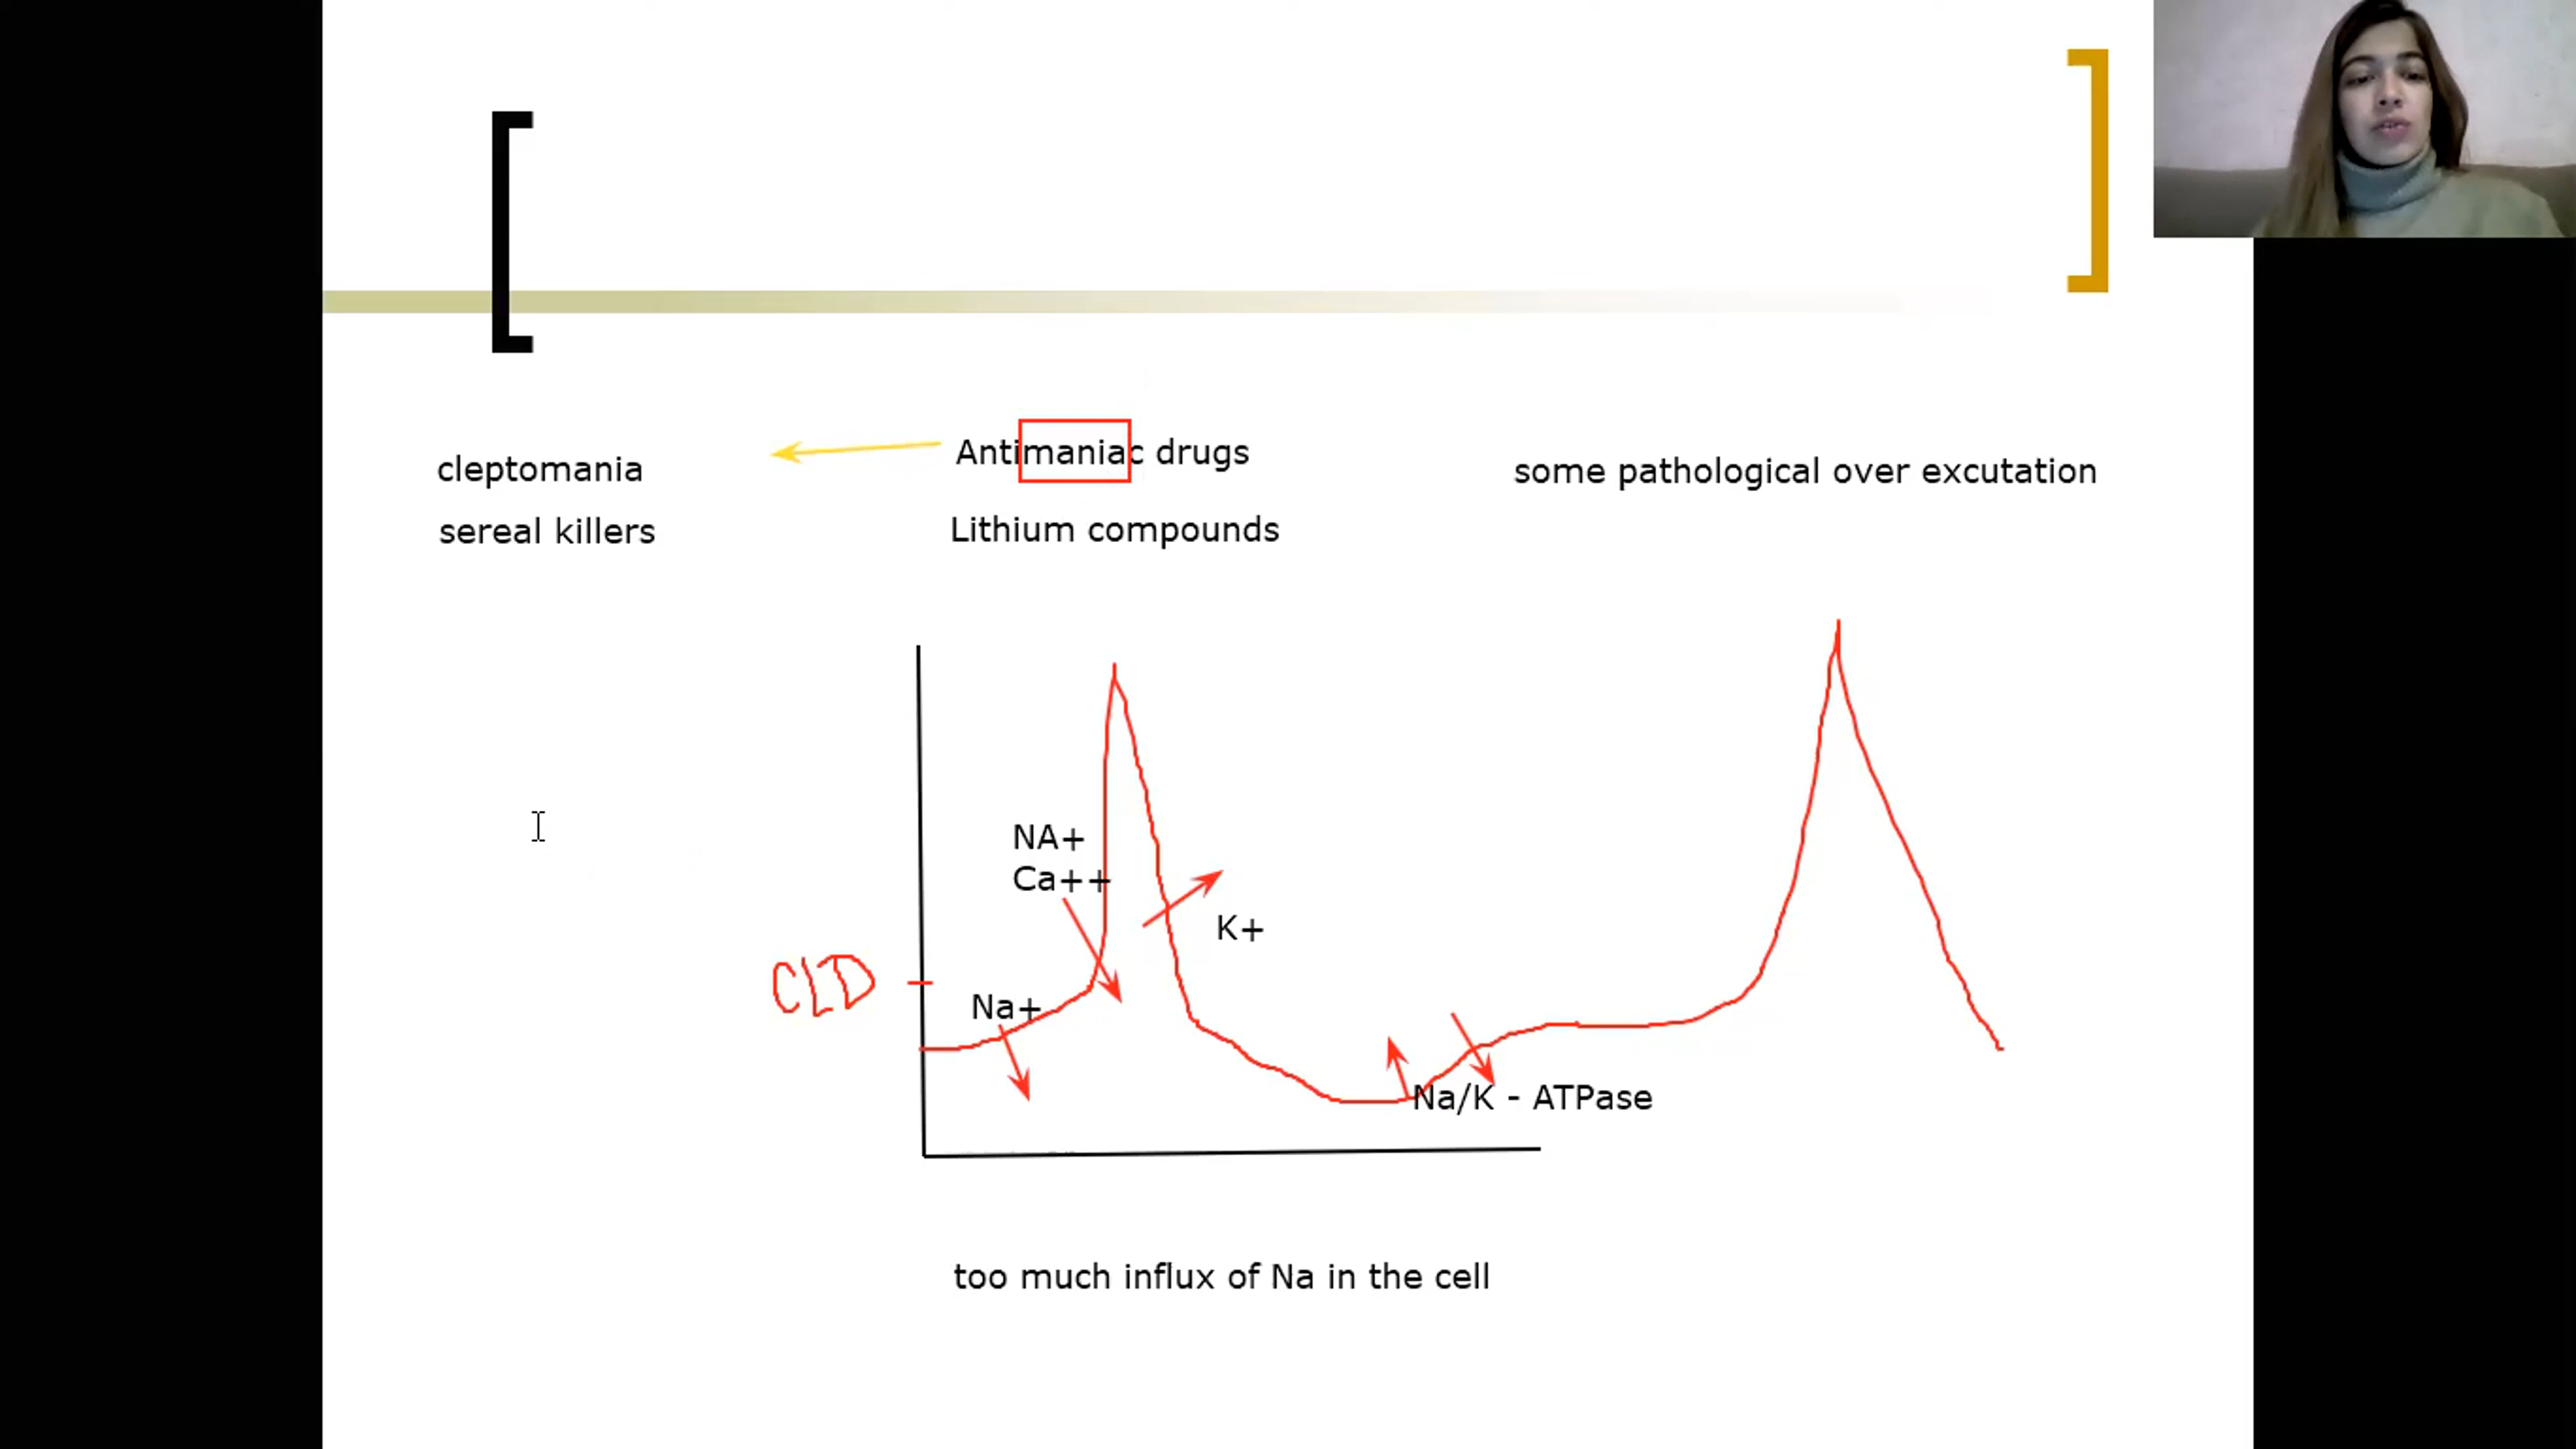 Antimaniac drugs
cleptomania
some pathological over excutation
sereal killers
Lithium compounds
NA+
Ca++
K+
CLD
Na+
Na/K - ATPase
too much influx of Na in the cell